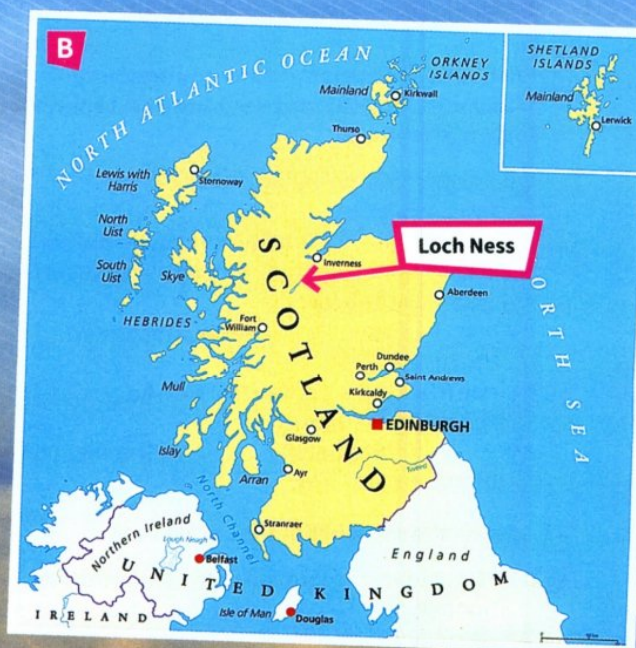 B
NORTH ATLANTIC OCEAN
ORKNEY
ISLANDS
SHETLAND
ISLANDS
Mainland
Kirkwall
Mainland
Lerwick
Thurso
Lewis with
Harris
Stornoway
North
Uist
South
Uist
Skye
HEBRIDES
Inverness
Loch Ness
Aberdeen
SCOTLAND
ORTH SEA
Fort
William
Mull
Dundee
Perth
Saint Andrews
Kirkcaldy
EDINBURGH
Glasgow
Islay
Arran
Ayr
Tweed
North Channel
Stranraer
Northern Ireland
Lough Neagh
Belfast
England
UNITED KINGDOM
IRELAND
Isle of Man
Douglas